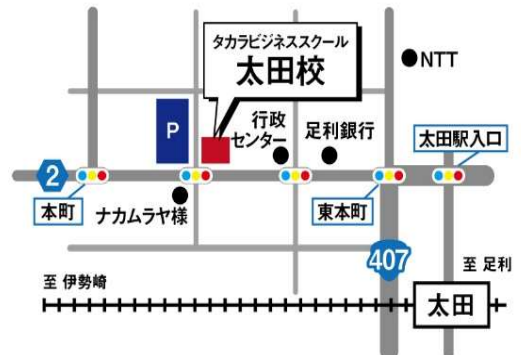 タカラビジネススクール
太田校
NTT
P
行政
センター
足利銀行
太田駅入口
2
本町
ナカムラヤ様
東本町
407
至 伊勢崎
至 足利
太田